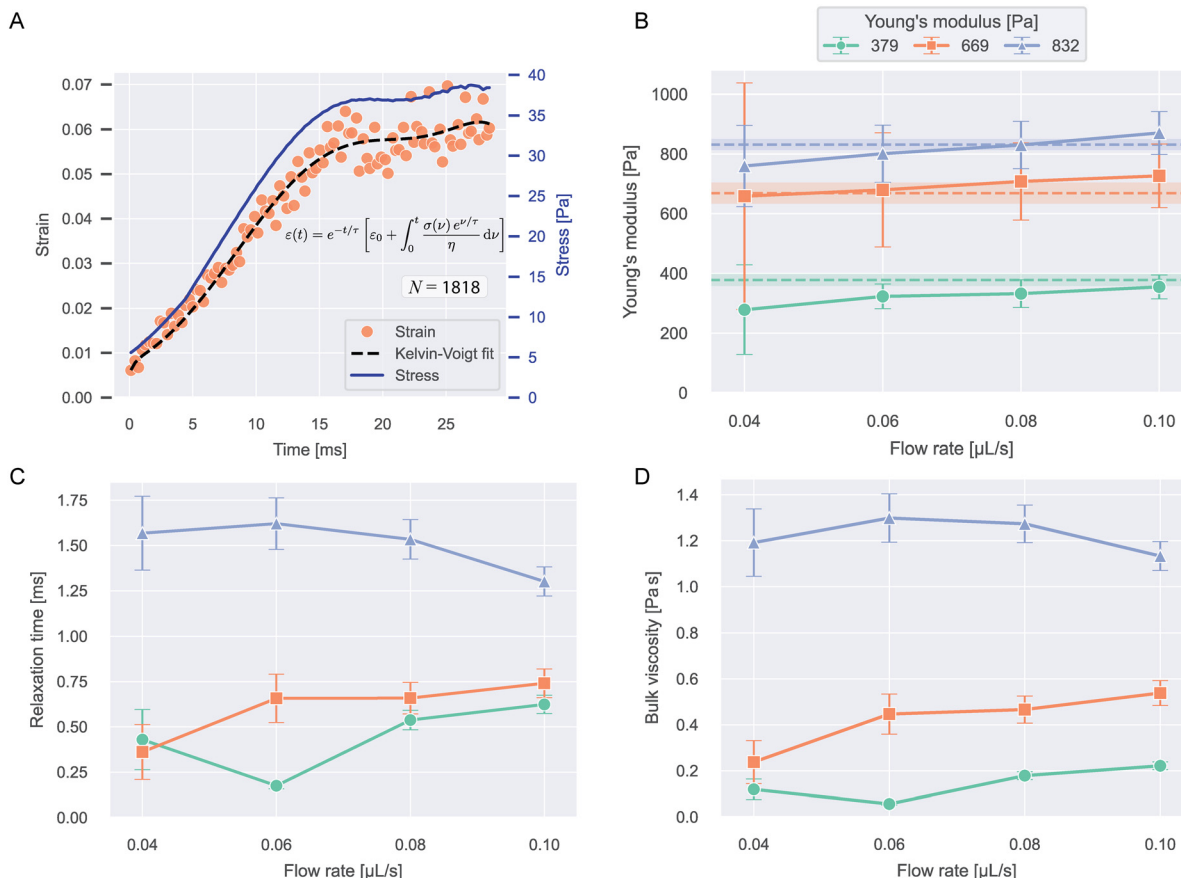 A
0.07
0.06
0.05
0.04
0.03
0.02
0.01
0.00
Strain
40
35
30
25
20
15
10
5
0
Stress [Pa]
ε(t) = e^{−t/τ} [ε₀ + ∫₀ᵗ σ(ν) e^{ν/τ} / η dν]
N = 1818
Strain
Kelvin-Voigt fit
Stress
0 5 10 15 20 25
Time [ms]
B
Young's modulus [Pa]
379 669 832
1000
800
600
400
200
0
Young's modulus [Pa]
0.04 0.06 0.08 0.10
Flow rate [µL/s]
C
1.75
1.50
1.25
1.00
0.75
0.50
0.25
0.00
Relaxation time [ms]
0.04 0.06 0.08 0.10
Flow rate [µL/s]
D
1.4
1.2
1.0
0.8
0.6
0.4
0.2
0.0
Bulk viscosity [Pa s]
0.04 0.06 0.08 0.10
Flow rate [µL/s]